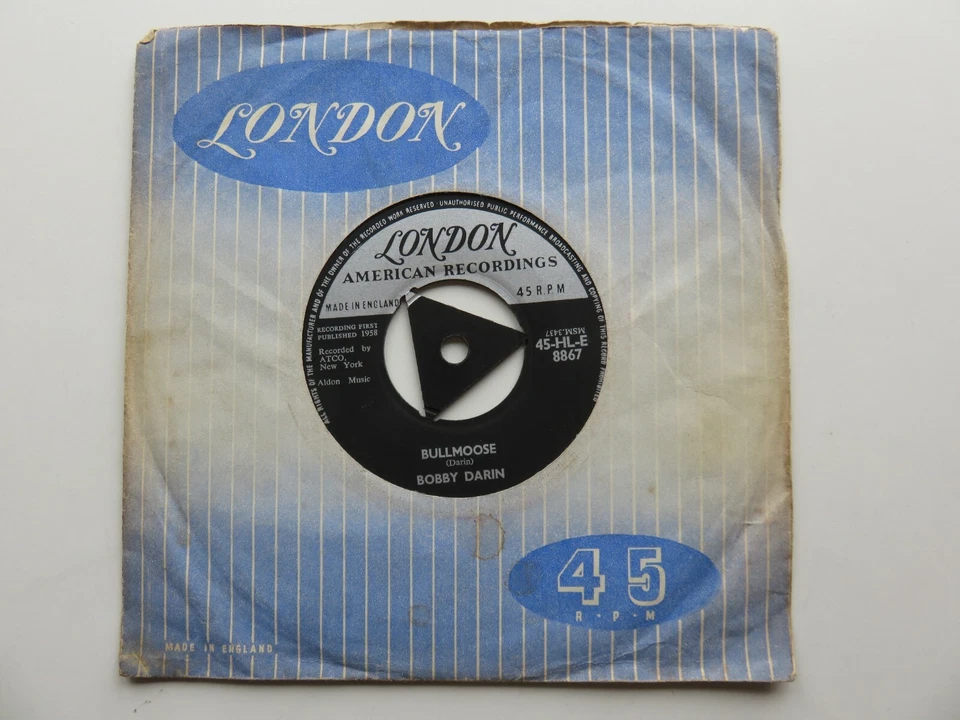 LONDON
ALL RIGHTS OF THE MANUFACTURER AND OF THE OWNER OF THE RECORDED WORK RESERVED · UNAUTHORISED PUBLIC PERFORMANCE BROADCASTING AND COPYING OF THIS RECORD PROHIBITED
LONDON
AMERICAN RECORDINGS
MADE IN ENGLAND
45 R.P.M
RECORDING FIRST
PUBLISHED 1958
Recorded by
ATCO,
New York
Aldon Music
MSM.3437
45-HL-E
8867
BULLMOOSE
(Darin)
BOBBY DARIN
45
R·P·M
MADE IN ENGLAND